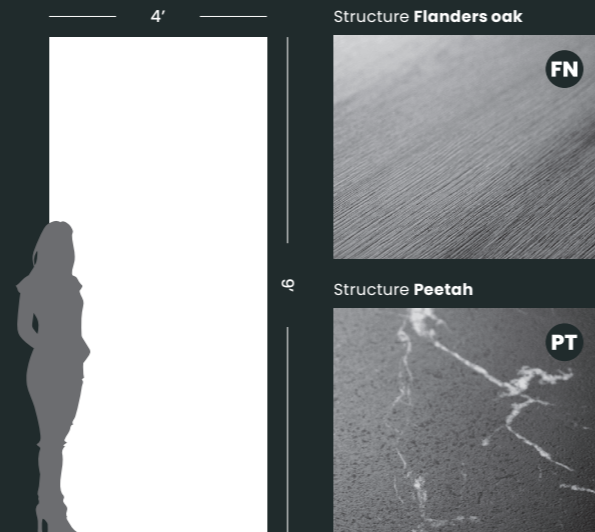 4’
9’
Structure Flanders oak
FN
Structure Peetah
PT